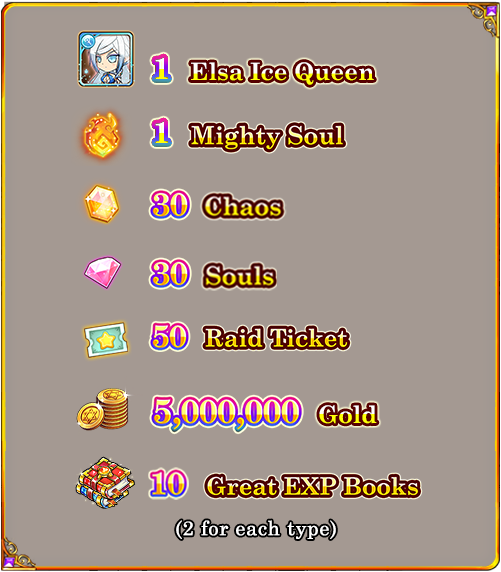 1 Elsa Ice Queen
1 Mighty Soul
30 Chaos
30 Souls
50 Raid Ticket
5,000,000 Gold
10 Great EXP Books
(2 for each type)